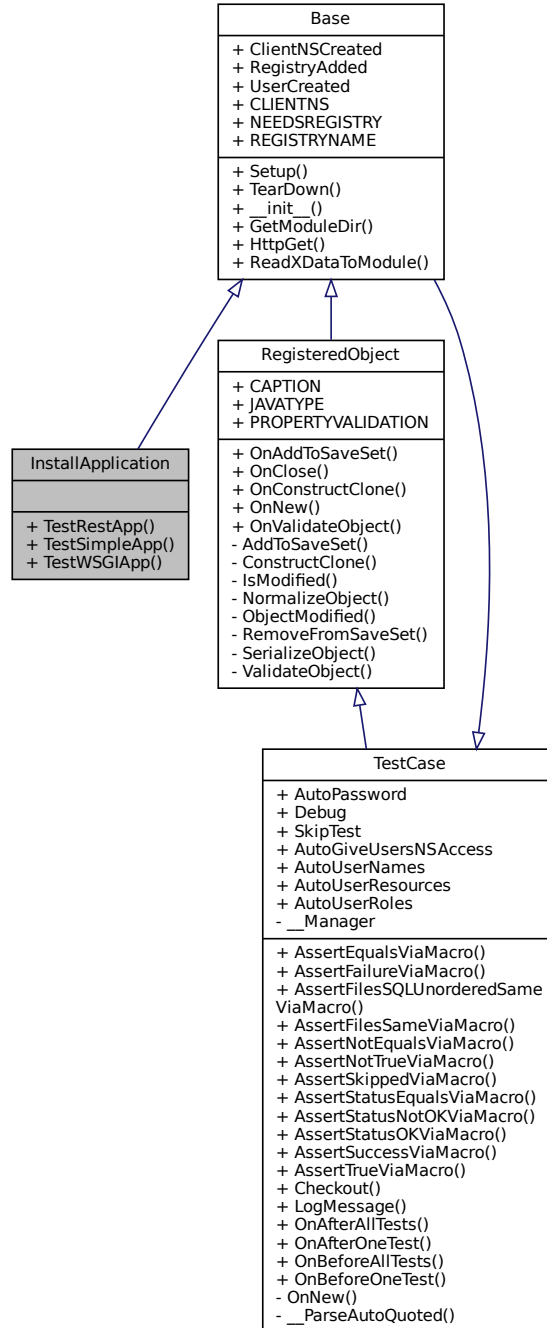 Base
+ ClientNSCreated
+ RegistryAdded
+ UserCreated
+ CLIENTNS
+ NEEDSREGISTRY
+ REGISTRYNAME
+ Setup()
+ TearDown()
+ __init__()
+ GetModuleDir()
+ HttpGet()
+ ReadXDataToModule()
RegisteredObject
+ CAPTION
+ JAVATYPE
+ PROPERTYVALIDATION
+ OnAddToSaveSet()
+ OnClose()
+ OnConstructClone()
+ OnNew()
+ OnValidateObject()
- AddToSaveSet()
- ConstructClone()
- IsModified()
- NormalizeObject()
- ObjectModified()
- RemoveFromSaveSet()
- SerializeObject()
- ValidateObject()
InstallApplication
+ TestRestApp()
+ TestSimpleApp()
+ TestWSGIApp()
TestCase
+ AutoPassword
+ Debug
+ SkipTest
+ AutoGiveUsersNSAccess
+ AutoUserNames
+ AutoUserResources
+ AutoUserRoles
- __Manager
+ AssertEqualsViaMacro()
+ AssertFailureViaMacro()
+ AssertFilesSQLUnorderedSame
ViaMacro()
+ AssertFilesSameViaMacro()
+ AssertNotEqualsViaMacro()
+ AssertNotTrueViaMacro()
+ AssertSkippedViaMacro()
+ AssertStatusEqualsViaMacro()
+ AssertStatusNotOKViaMacro()
+ AssertStatusOKViaMacro()
+ AssertSuccessViaMacro()
+ AssertTrueViaMacro()
+ Checkout()
+ LogMessage()
+ OnAfterAllTests()
+ OnAfterOneTest()
+ OnBeforeAllTests()
+ OnBeforeOneTest()
- OnNew()
- __ParseAutoQuoted()